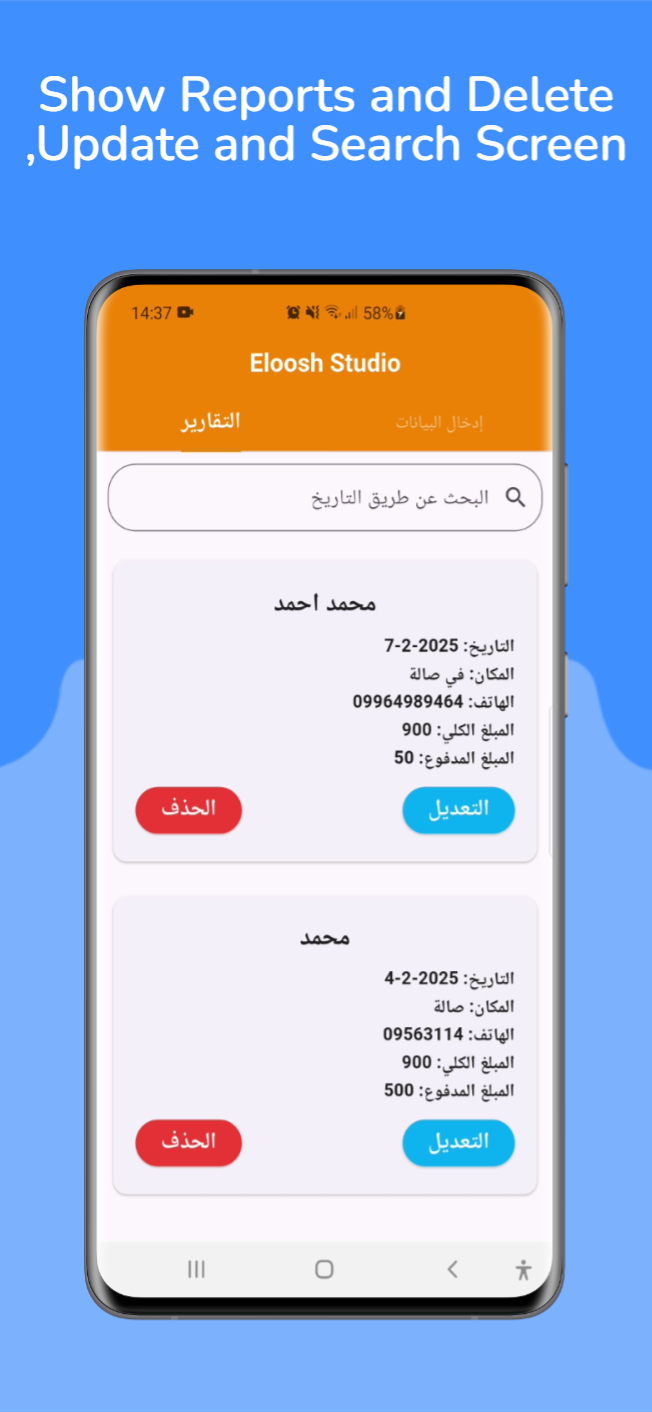 Show Reports and Delete
,Update and Search Screen
14:37 58%
Eloosh Studio
إدخال البيانات التقارير
البحث عن طريق التاريخ
محمد احمد
التاريخ: 2025-2-7
المكان: في صالة
الهاتف: 09964989464
المبلغ الكلي: 900
المبلغ المدفوع: 50
التعديل الحذف
محمد
التاريخ: 2025-2-4
المكان: صالة
الهاتف: 09563114
المبلغ الكلي: 900
المبلغ المدفوع: 500
التعديل الحذف